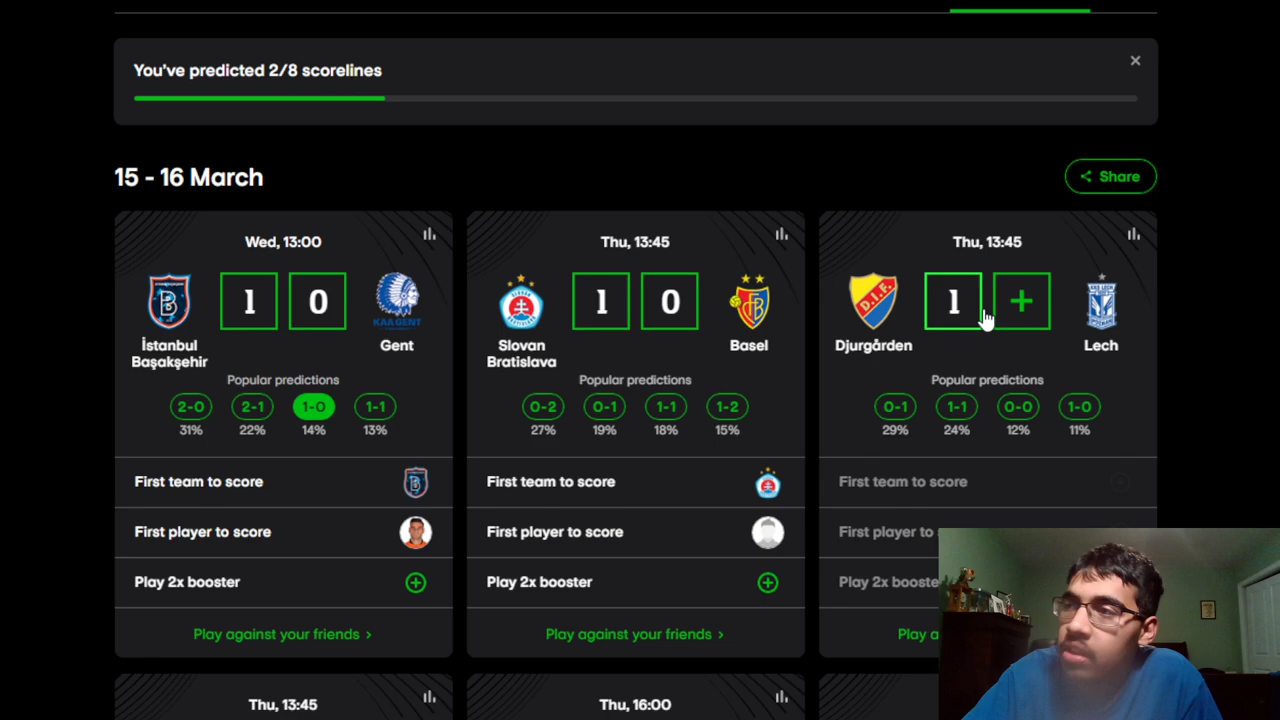 You've predicted 2/8 scorelines
15 - 16 March
Share
Wed, 13:00
1 0
İstanbul
Başakşehir
Gent
KAA GENT
Popular predictions
2-0 2-1 1-0 1-1
31% 22% 14% 13%
First team to score
First player to score
Play 2x booster
Play against your friends >
Thu, 13:45
1 0
Slovan
Bratislava
Basel
Popular predictions
0-2 0-1 1-1 1-2
27% 19% 18% 15%
First team to score
First player to score
Play 2x booster
Play against your friends >
Thu, 13:45
D.I.F.
1 +
Djurgården
Lech
Popular predictions
0-1 1-1 0-0 1-0
29% 24% 12% 11%
First team to score
First player to
Play 2x booste
Play a
Thu, 13:45
Thu, 16:00